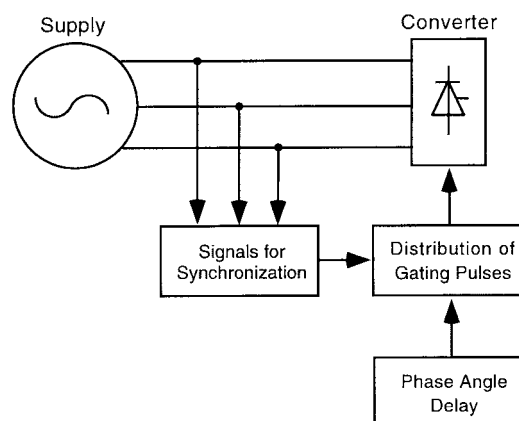 Supply
Converter
Signals for
Synchronization
Distribution of
Gating Pulses
Phase Angle
Delay